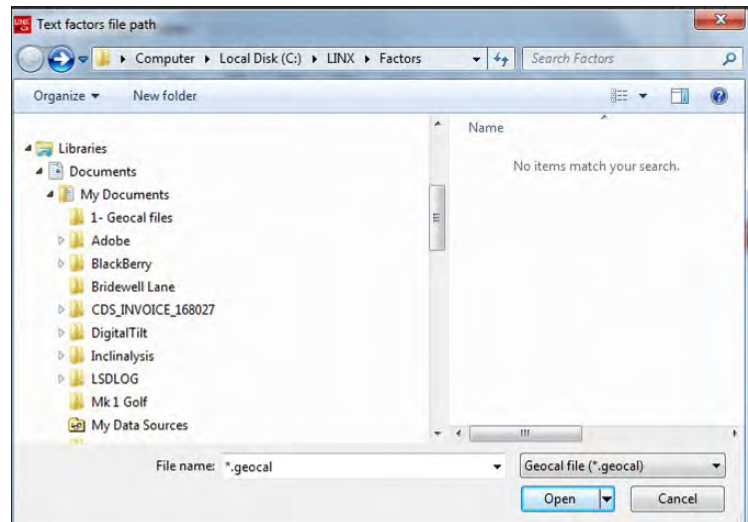 LINX
Text factors file path
Computer Local Disk (C:) LINX Factors
Search Factors
Organize
New folder
Name
No items match your search.
Libraries
Documents
My Documents
1- Geocal files
Adobe
BlackBerry
Bridewell Lane
CDS_INVOICE_168027
DigitalTilt
Inclinalysis
LSDLOG
Mk1 Golf
My Data Sources
File name: *.geocal
Geocal file (*.geocal)
Open
Cancel